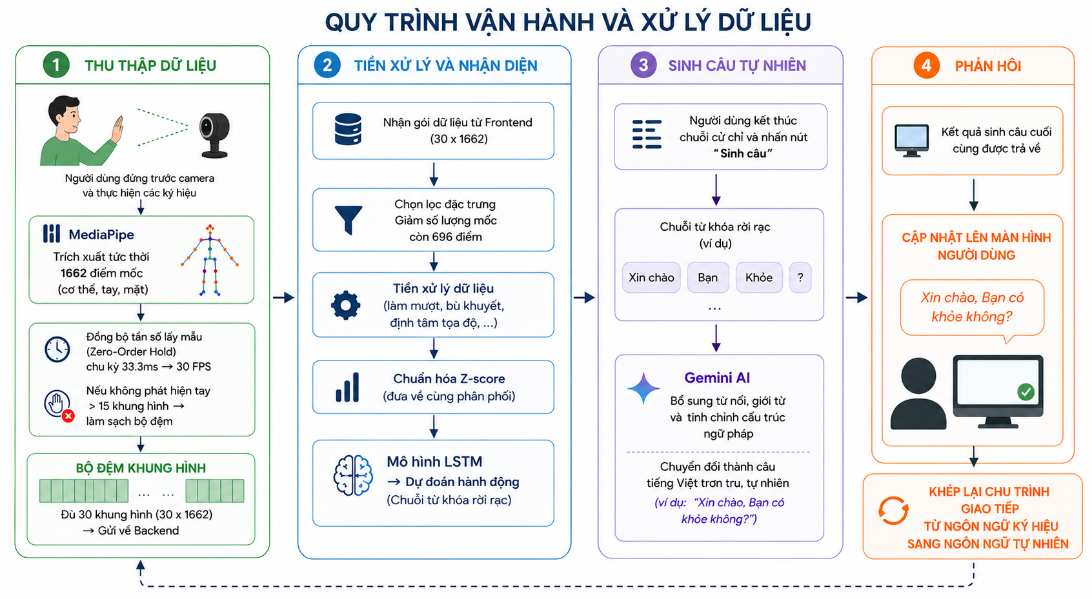 QUY TRÌNH VẬN HÀNH VÀ XỬ LÝ DỮ LIỆU
1 THU THẬP DỮ LIỆU
Người dùng đứng trước camera
và thực hiện các ký hiệu
MediaPipe
Trích xuất tức thời
1662 điểm mốc
(cơ thể, tay, mặt)
Đồng bộ tần số lấy mẫu
(Zero-Order Hold)
chu kỳ 33.3ms → 30 FPS
Nếu không phát hiện tay
> 15 khung hình →
làm sạch bộ đệm
BỘ ĐỆM KHUNG HÌNH
... ...
Đủ 30 khung hình (30 x 1662)
→ Gửi về Backend
2 TIỀN XỬ LÝ VÀ NHẬN DIỆN
Nhận gói dữ liệu từ Frontend
(30 x 1662)
Chọn lọc đặc trưng
Giảm số lượng mốc
còn 696 điểm
Tiền xử lý dữ liệu
(làm mượt, bù khuyết,
định tâm tọa độ, ...)
Chuẩn hóa Z-score
(đưa về cùng phân phối)
Mô hình LSTM
→ Dự đoán hành động
(Chuỗi từ khóa rời rạc)
3 SINH CÂU TỰ NHIÊN
Người dùng kết thúc
chuỗi cử chỉ và nhấn nút
"Sinh câu"
Chuỗi từ khóa rời rạc
(ví dụ)
Xin chào Bạn Khỏe ?
...
Gemini AI
Bổ sung từ nối, giới từ
và tinh chỉnh cấu trúc
ngữ pháp
Chuyển đổi thành câu
tiếng Việt trơn tru, tự nhiên
(ví dụ: "Xin chào, Bạn có
khỏe không?")
4 PHẢN HỒI
Kết quả sinh câu cuối
cùng được trả về
CẬP NHẬT LÊN MÀN HÌNH
NGƯỜI DÙNG
Xin chào, Bạn có
khỏe không?
KHÉP LẠI CHU TRÌNH
GIAO TIẾP
TỪ NGÔN NGỮ KÝ HIỆU
SANG NGÔN NGỮ TỰ NHIÊN